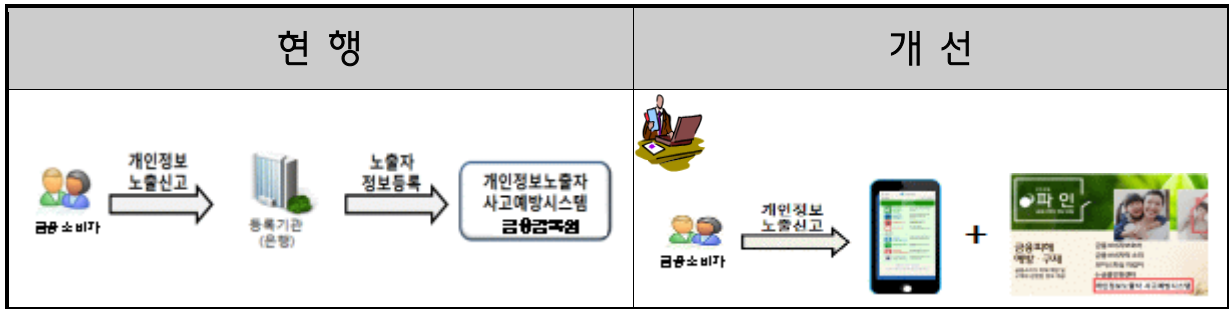 현 행
개 선
개인정보
노출신고
노출자
정보등록
금융소비자
등록기관
(은행)
개인정보노출자
사고예방시스템
금융감독원
개인정보
노출신고
금융소비자
+
파인
금융피해
예방·구제
개인정보노출자 사고예방시스템